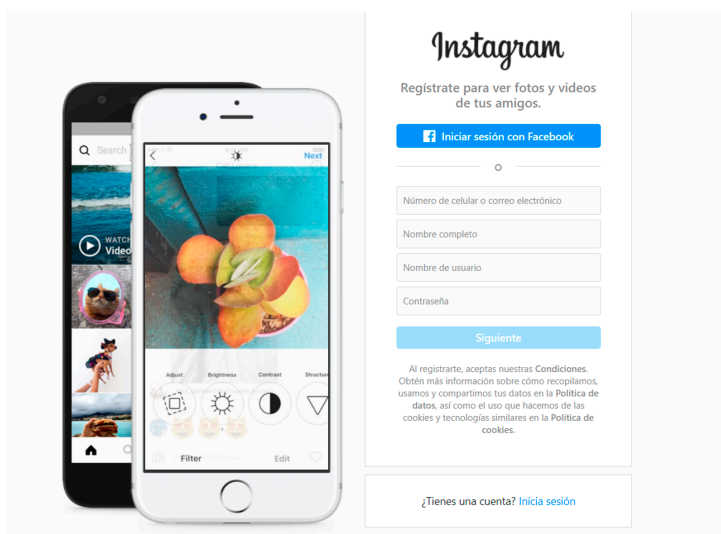 Instagram
Regístrate para ver fotos y videos
de tus amigos.
Iniciar sesión con Facebook
O
Número de celular o correo electrónico
Nombre completo
Nombre de usuario
Contraseña
Siguiente
Al registrarte, aceptas nuestras Condiciones.
Obtén más información sobre cómo recopilamos,
usamos y compartimos tus datos en la Política de
datos, así como el uso que hacemos de las
cookies y tecnologías similares en la Política de
cookies.
¿Tienes una cuenta? Inicia sesión
Search
WATCH
Video
Next
Adjust Brightness Contrast Structure
Filter Edit